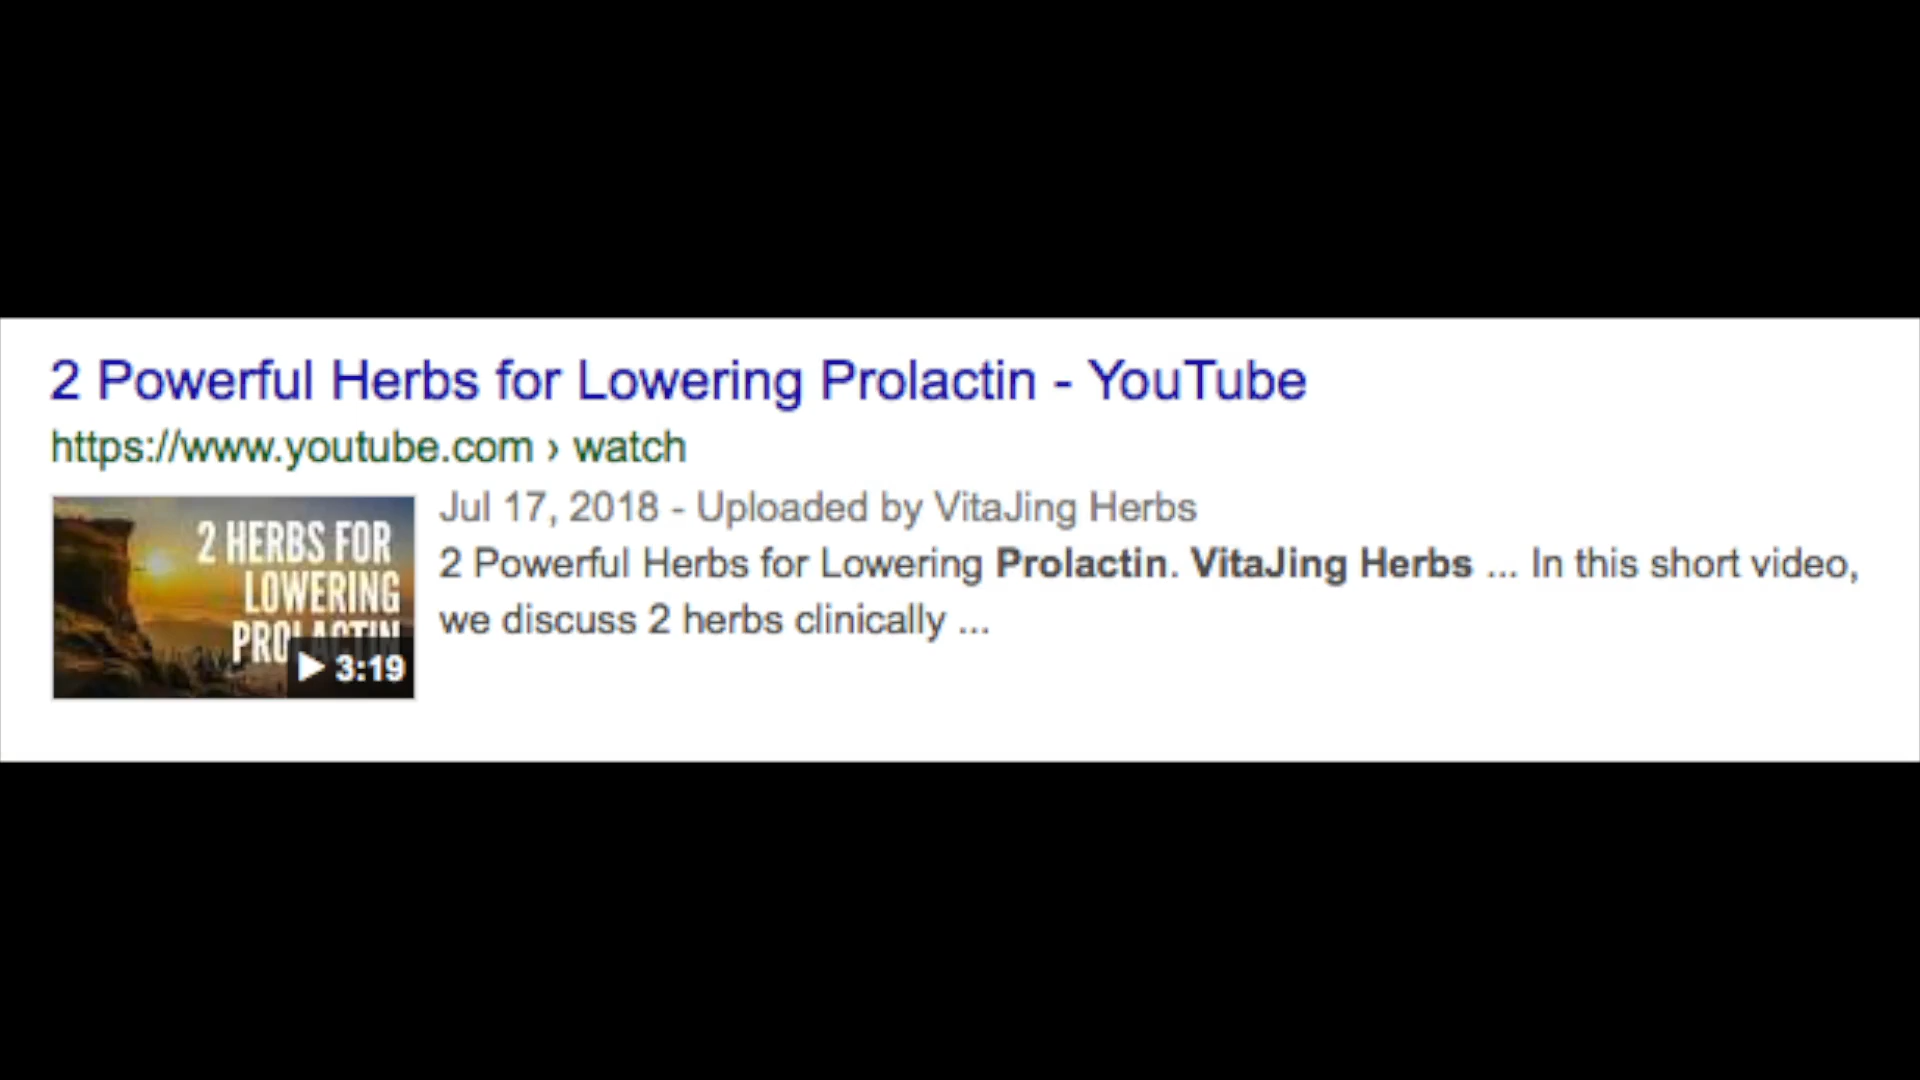 2 Powerful Herbs for Lowering Prolactin - YouTube
https://www.youtube.com › watch
2 HERBS FOR
LOWERING
PROLACTIN
3:19
Jul 17, 2018 - Uploaded by VitaJing Herbs
2 Powerful Herbs for Lowering Prolactin. VitaJing Herbs ... In this short video,
we discuss 2 herbs clinically ...